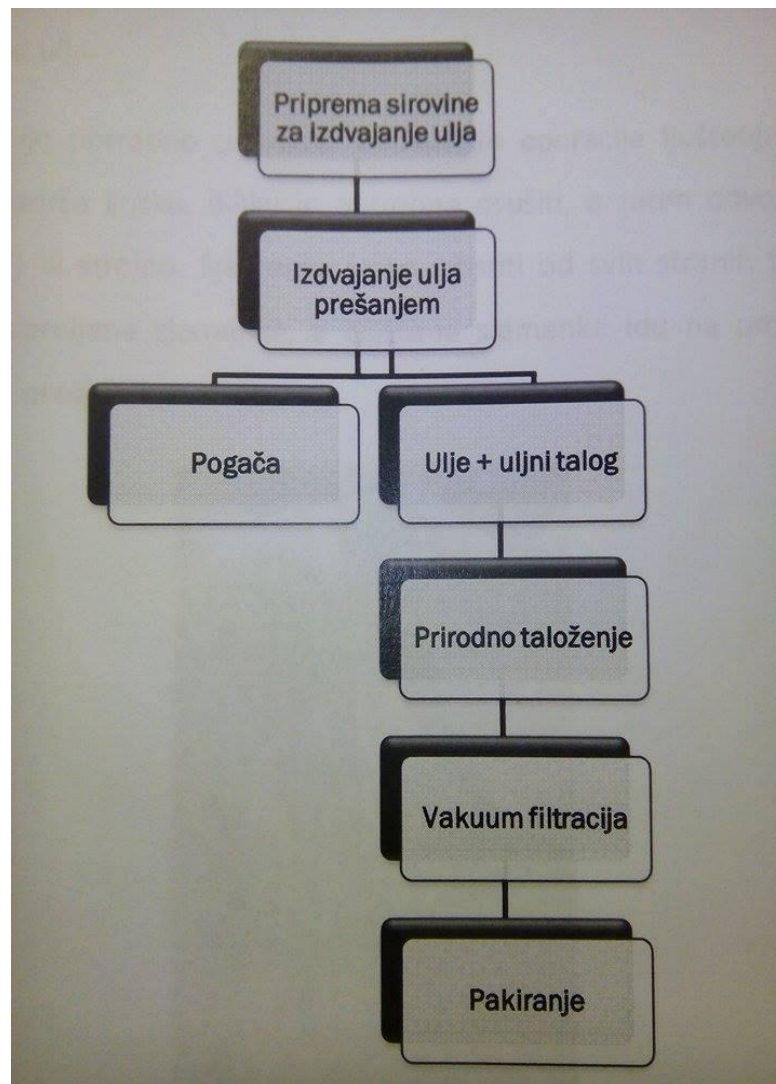 Priprema sirovine
za izdvajanje ulja
Izdvajanje ulja
prešanjem
Pogača
Ulje + uljni talog
Prirodno taloženje
Vakuum filtracija
Pakiranje